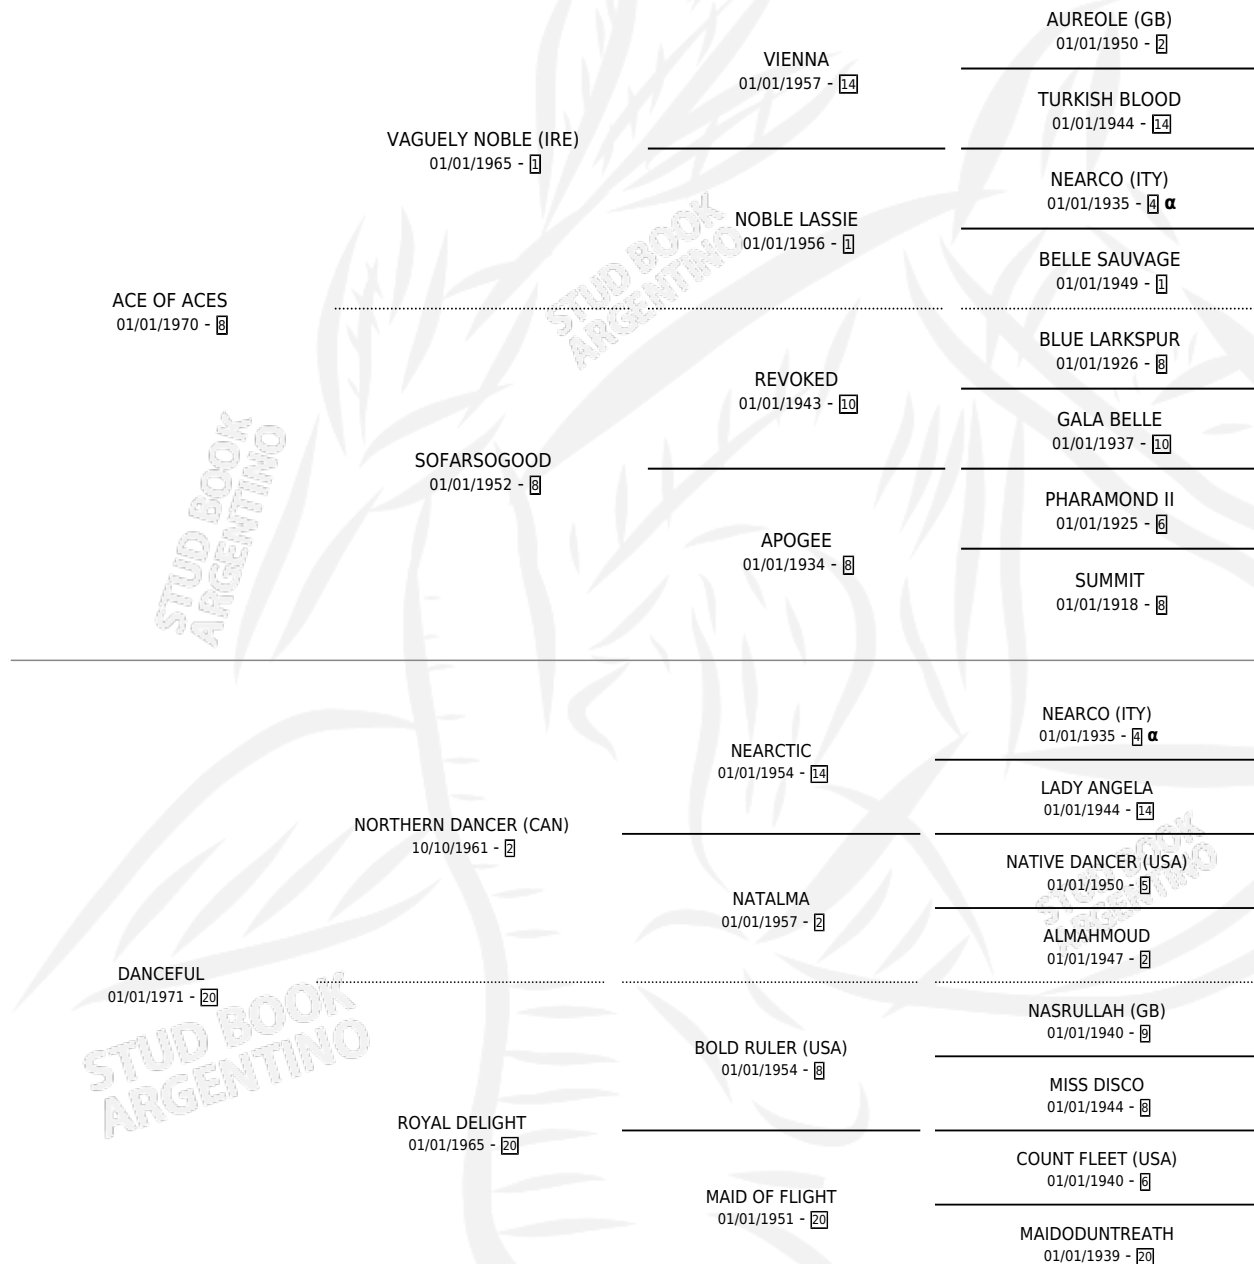 AUREOLE (GB)
01/01/1950 - 2
VIENNA
01/01/1957 - 14
TURKISH BLOOD
01/01/1944 - 14
VAGUELY NOBLE (IRE)
01/01/1965 - 1
NEARCO (ITY)
01/01/1935 - 4 α
NOBLE LASSIE
01/01/1956 - 1
BELLE SAUVAGE
01/01/1949 - 1
ACE OF ACES
01/01/1970 - 8
BLUE LARKSPUR
01/01/1926 - 8
REVOKED
01/01/1943 - 10
GALA BELLE
01/01/1937 - 10
SOFARSOGOOD
01/01/1952 - 8
PHARAMOND II
01/01/1925 - 6
APOGEE
01/01/1934 - 8
SUMMIT
01/01/1918 - 8
NEARCO (ITY)
01/01/1935 - 4 α
NEARCTIC
01/01/1954 - 14
LADY ANGELA
01/01/1944 - 14
NORTHERN DANCER (CAN)
10/10/1961 - 2
NATIVE DANCER (USA)
01/01/1950 - 5
NATALMA
01/01/1957 - 2
ALMAHMOUD
01/01/1947 - 2
DANCEFUL
01/01/1971 - 20
NASRULLAH (GB)
01/01/1940 - 9
BOLD RULER (USA)
01/01/1954 - 8
MISS DISCO
01/01/1944 - 8
ROYAL DELIGHT
01/01/1965 - 20
COUNT FLEET (USA)
01/01/1940 - 6
MAID OF FLIGHT
01/01/1951 - 20
MAIDODUNTREATH
01/01/1939 - 20
STUD BOOK
ARGENTINO
STUD BOOK
ARGENTINO
STUD BOOK
ARGENTINO
STUD BOOK
ARGENTINO